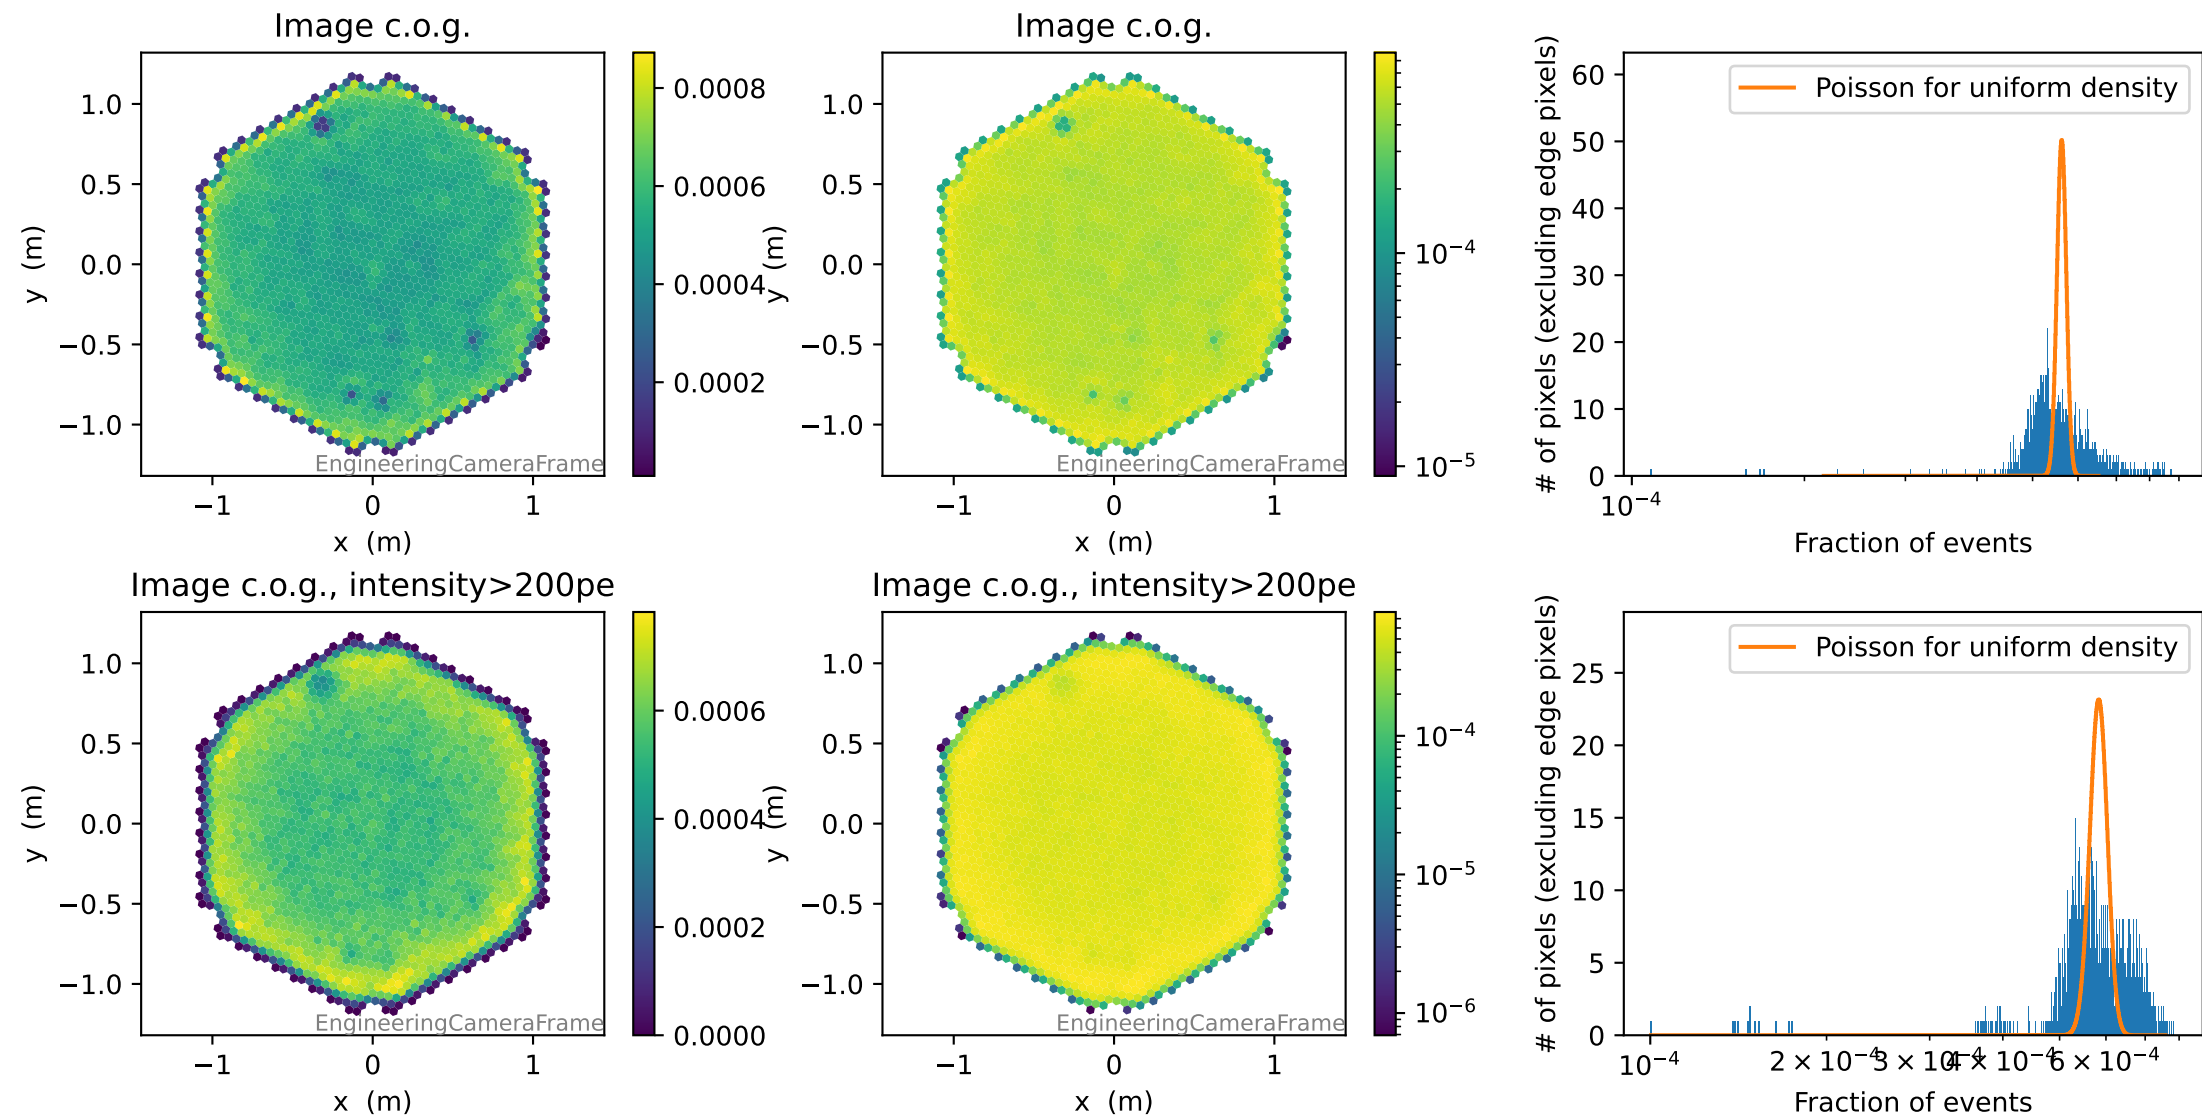 Image c.o.g.
1.0
0.5
0.0
−0.5
−1.0
y (m)
−1
0
1
x (m)
EngineeringCameraFrame
0.0008
0.0006
0.0004
0.0002
Image c.o.g.
1.0
0.5
0.0
−0.5
−1.0
y (m)
−1
0
1
x (m)
EngineeringCameraFrame
10⁻⁴
10⁻⁵
# of pixels (excluding edge pixels)
60
50
40
30
20
10
0
Poisson for uniform density
10⁻⁴
Fraction of events
Image c.o.g., intensity>200pe
1.0
0.5
0.0
−0.5
−1.0
y (m)
−1
0
1
x (m)
EngineeringCameraFrame
0.0006
0.0004
0.0002
0.0000
Image c.o.g., intensity>200pe
1.0
0.5
0.0
−0.5
−1.0
y (m)
−1
0
1
x (m)
EngineeringCameraFrame
10⁻⁴
10⁻⁵
10⁻⁶
# of pixels (excluding edge pixels)
25
20
15
10
5
0
Poisson for uniform density
10⁻⁴
2 × 10⁻⁴
3 × 10⁻⁴
4 × 10⁻⁴
6 × 10⁻⁴
Fraction of events